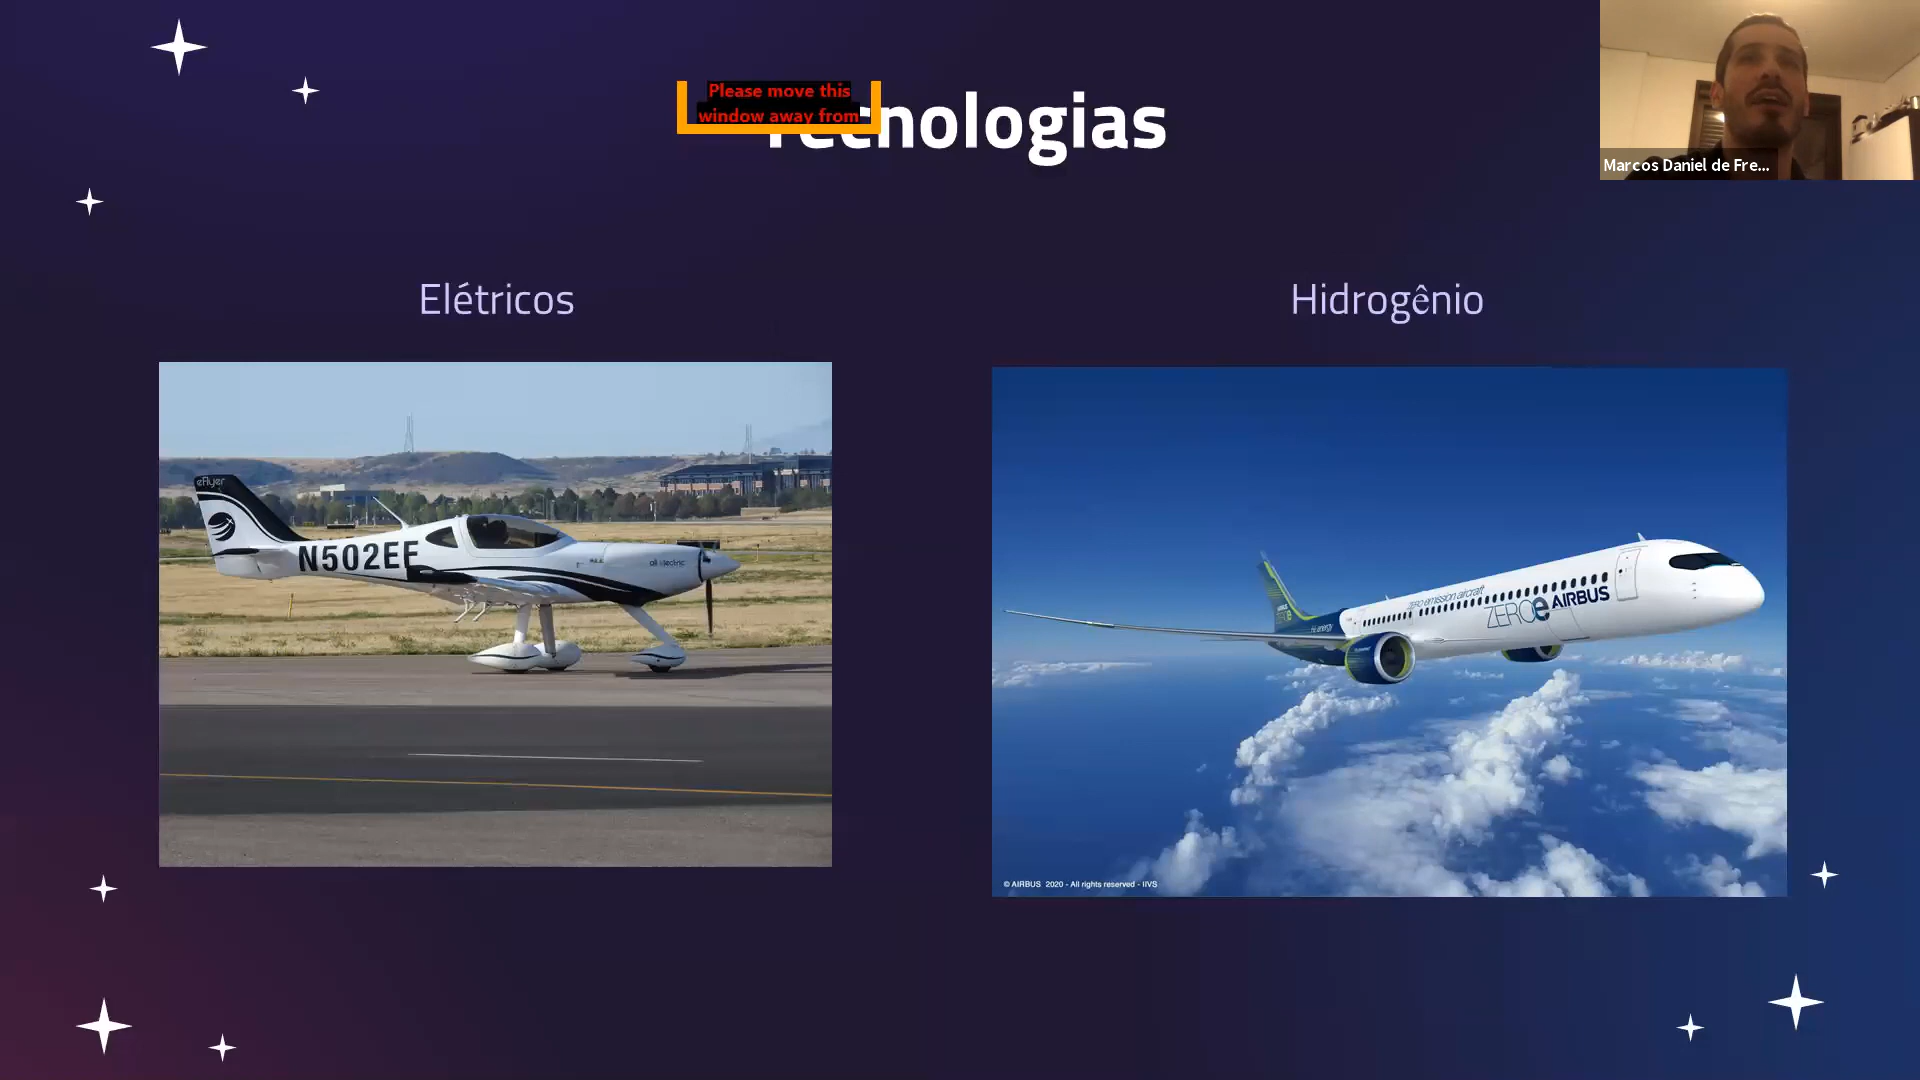 Please move this
window away from
Tecnologias
Marcos Daniel de Fre...
Elétricos
Hidrogênio
eFlyer
N502EF
all electric
ZERO emission aircraft
ZEROe AIRBUS
© AIRBUS 2020 - All rights reserved - IIVS